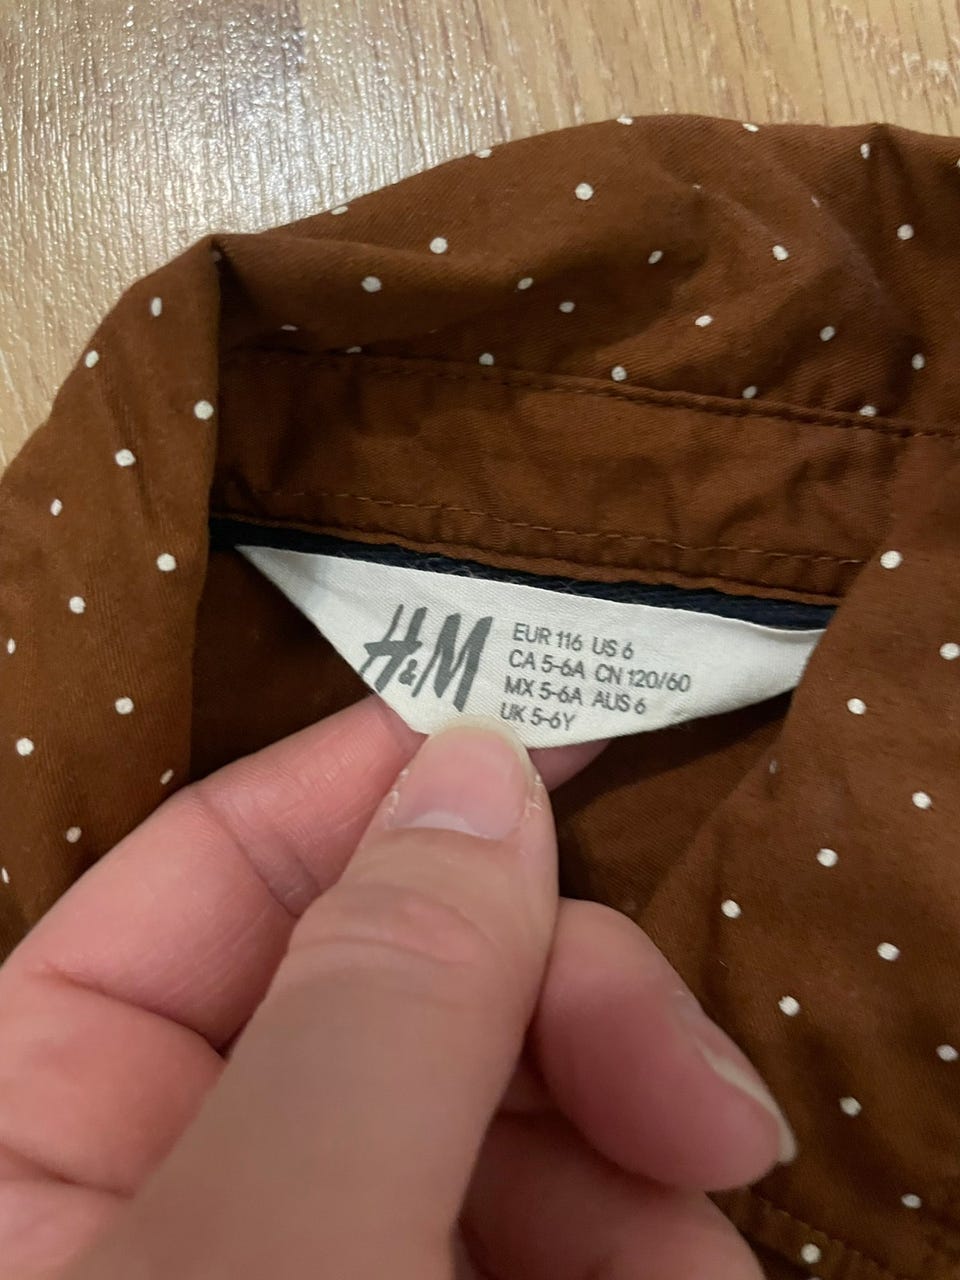 H&M
EUR 116 US 6
CA 5-6A CN 120/60
MX 5-6A AUS 6
UK 5-6Y